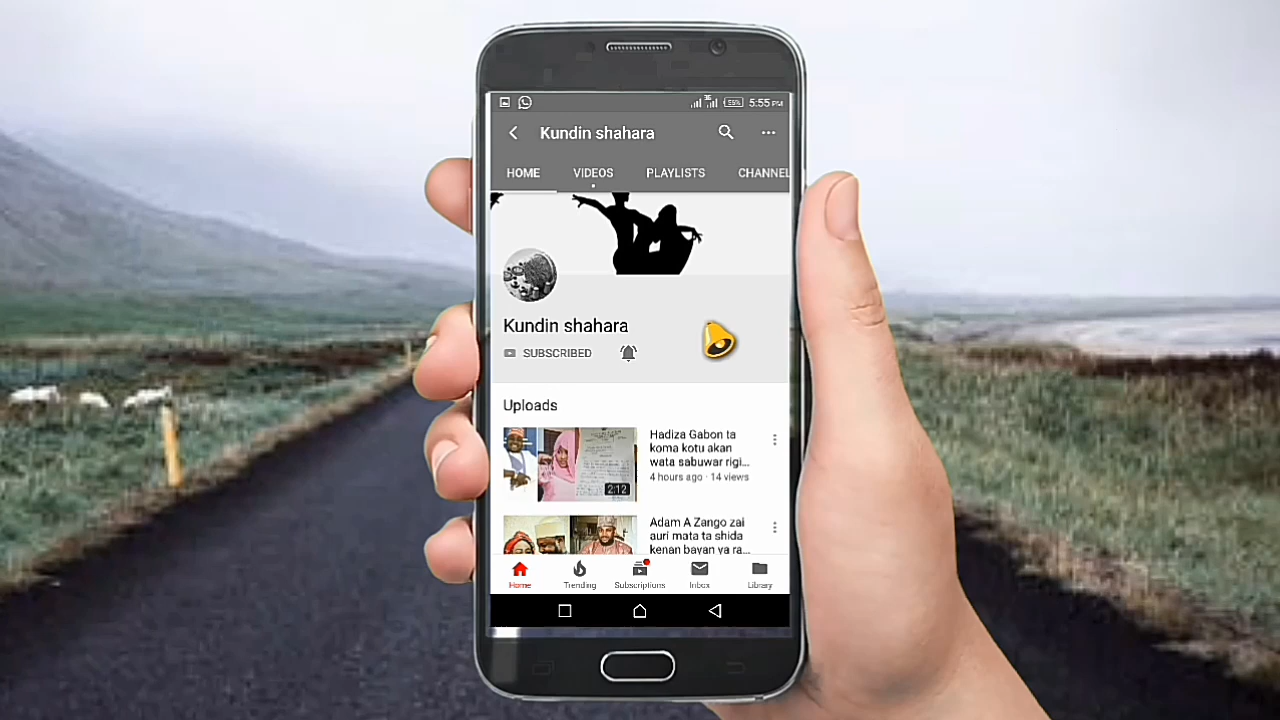 3G 55% 5:55 PM
Kundin shahara
HOME VIDEOS PLAYLISTS CHANNEL
Kundin shahara
SUBSCRIBED
Uploads
Hadiza Gabon ta
koma kotu akan
wata sabuwar rigi...
4 hours ago · 14 views
2:12
Adam A Zango zai
auri mata ta shida
kenan bayan ya ra...
Home Trending Subscriptions Inbox Library